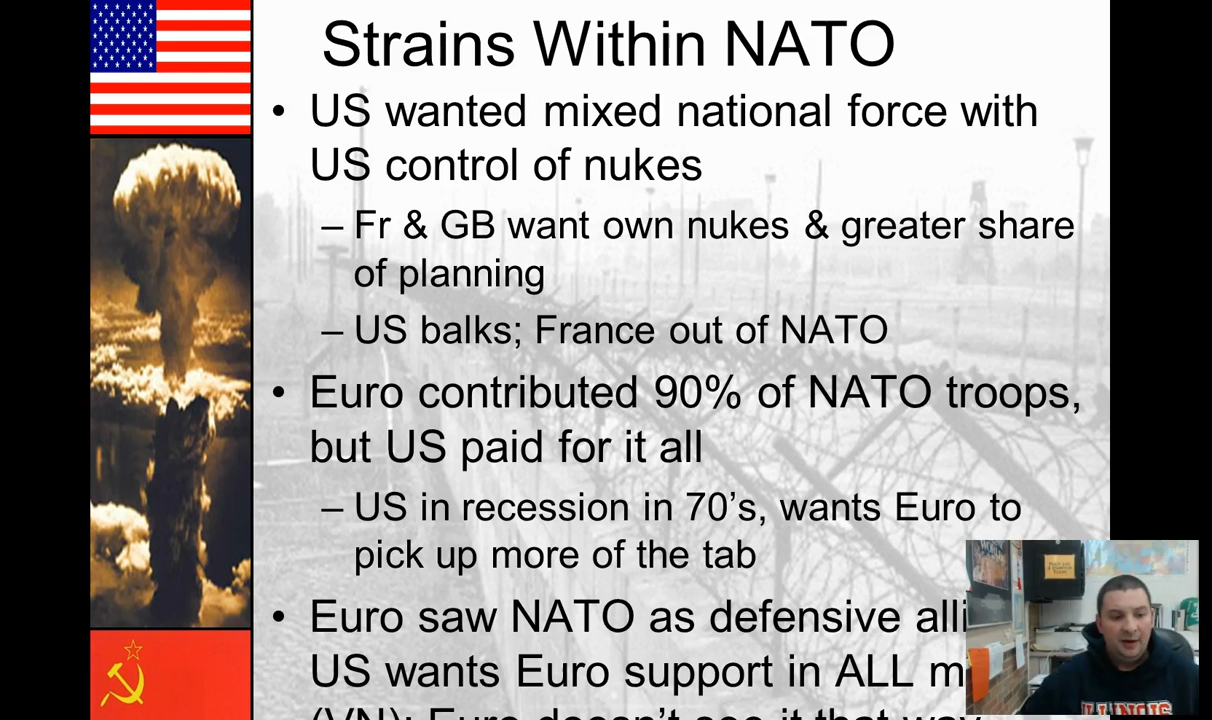 Strains Within NATO
• US wanted mixed national force with
US control of nukes
– Fr & GB want own nukes & greater share
of planning
– US balks; France out of NATO
• Euro contributed 90% of NATO troops,
but US paid for it all
– US in recession in 70’s, wants Euro to
pick up more of the tab
• Euro saw NATO as defensive alli
US wants Euro support in ALL m
(VN); Euro doesn’t see it that way
ILLINOIS